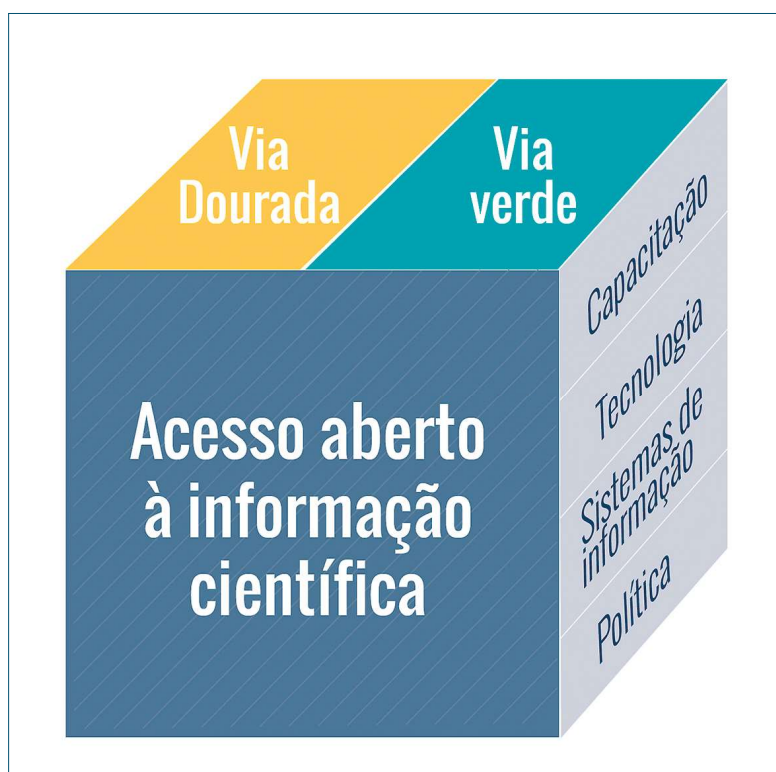 Via
Dourada
Via
verde
Acesso aberto
à informação
científica
Capacitação
Tecnologia
Sistemas de
informação
Política